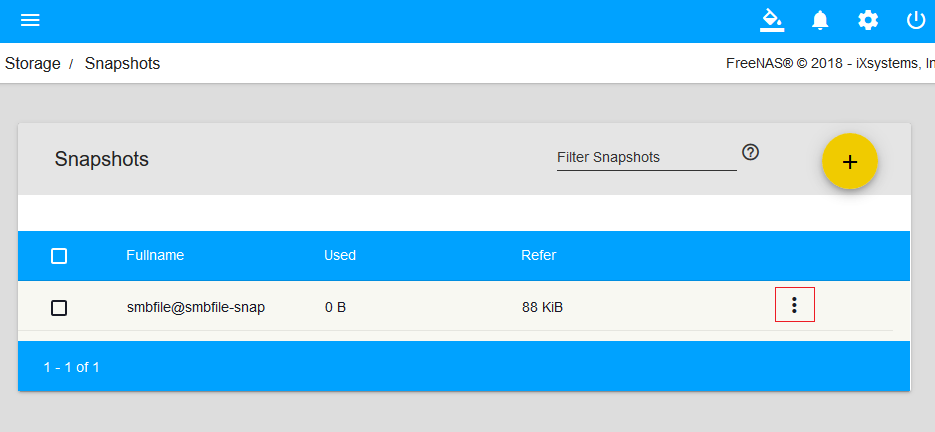 Storage / Snapshots
FreeNAS® © 2018 - iXsystems, In
Snapshots
Filter Snapshots
Fullname Used Refer
smbfile@smbfile-snap 0 B 88 KiB
1 - 1 of 1